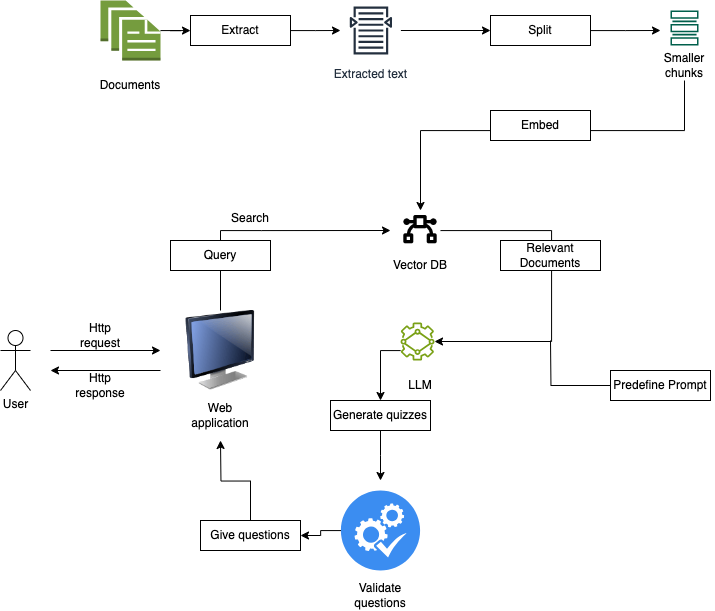 Extract
Split
Documents
Extracted text
Smaller
chunks
Embed
Search
Query
Vector DB
Relevant
Documents
Http
request
Http
response
User
Web
application
LLM
Predefine Prompt
Generate quizzes
Give questions
Validate
questions